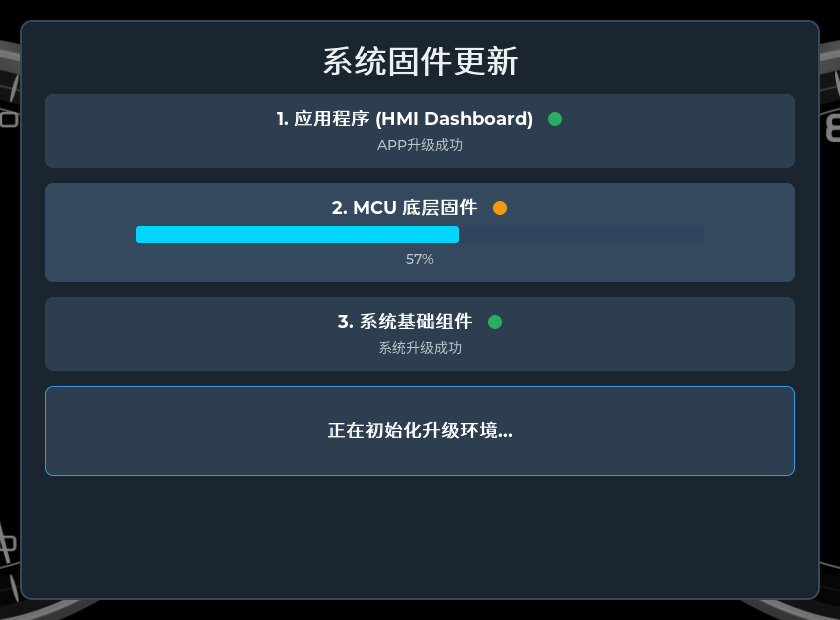 系统固件更新
1. 应用程序 (HMI Dashboard)
APP升级成功
2. MCU 底层固件
57%
3. 系统基础组件
系统升级成功
正在初始化升级环境...